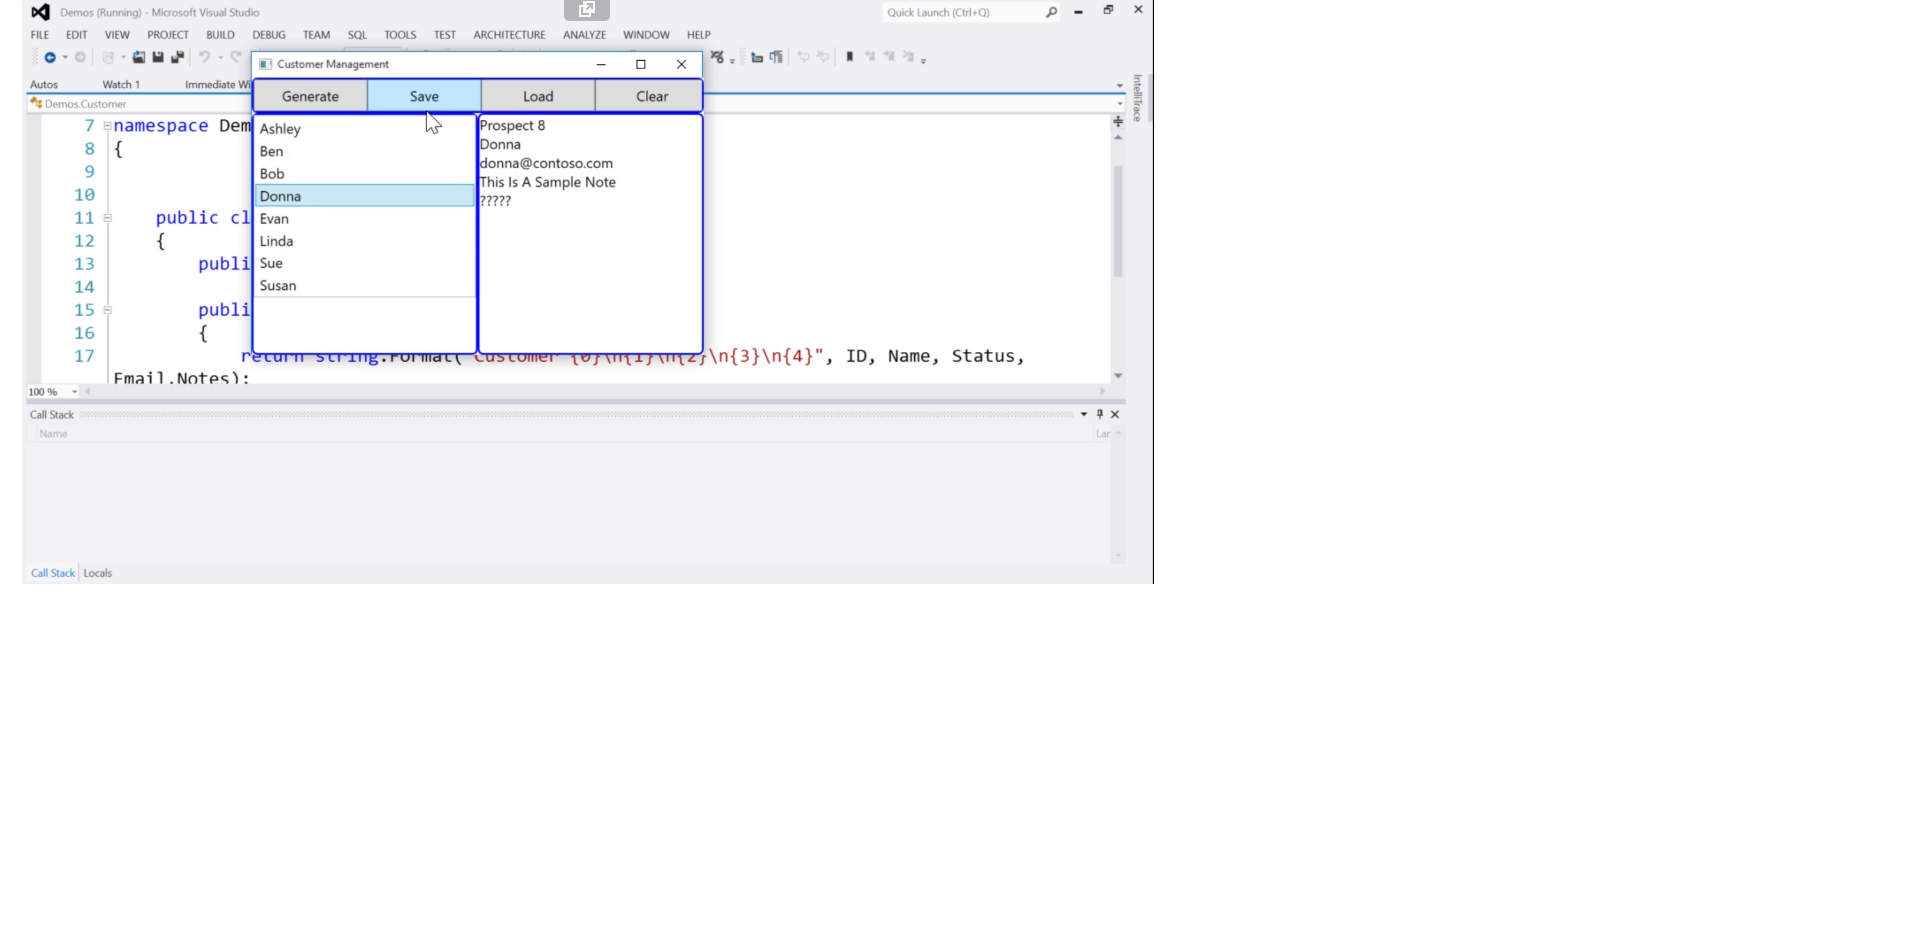 Demos (Running) - Microsoft Visual Studio
Quick Launch (Ctrl+Q)
FILE EDIT VIEW PROJECT BUILD DEBUG TEAM SQL TOOLS TEST ARCHITECTURE ANALYZE WINDOW HELP
Customer Management
Autos Watch 1 Immediate Wi
IntelliTrace
Generate Save Load Clear
Demos.Customer
7 namespace Dem
8 {
9
10
11 public cl
12 {
13 publi
14
15 publi
16 {
17 return string.Format("Customer {0}\n{1}\n{2}\n{3}\n{4}", ID, Name, Status,
Email,Notes);
Ashley
Ben
Bob
Donna
Evan
Linda
Sue
Susan
Prospect 8
Donna
donna@contoso.com
This Is A Sample Note
?????
100 %
Call Stack
Name Lar
Call Stack Locals